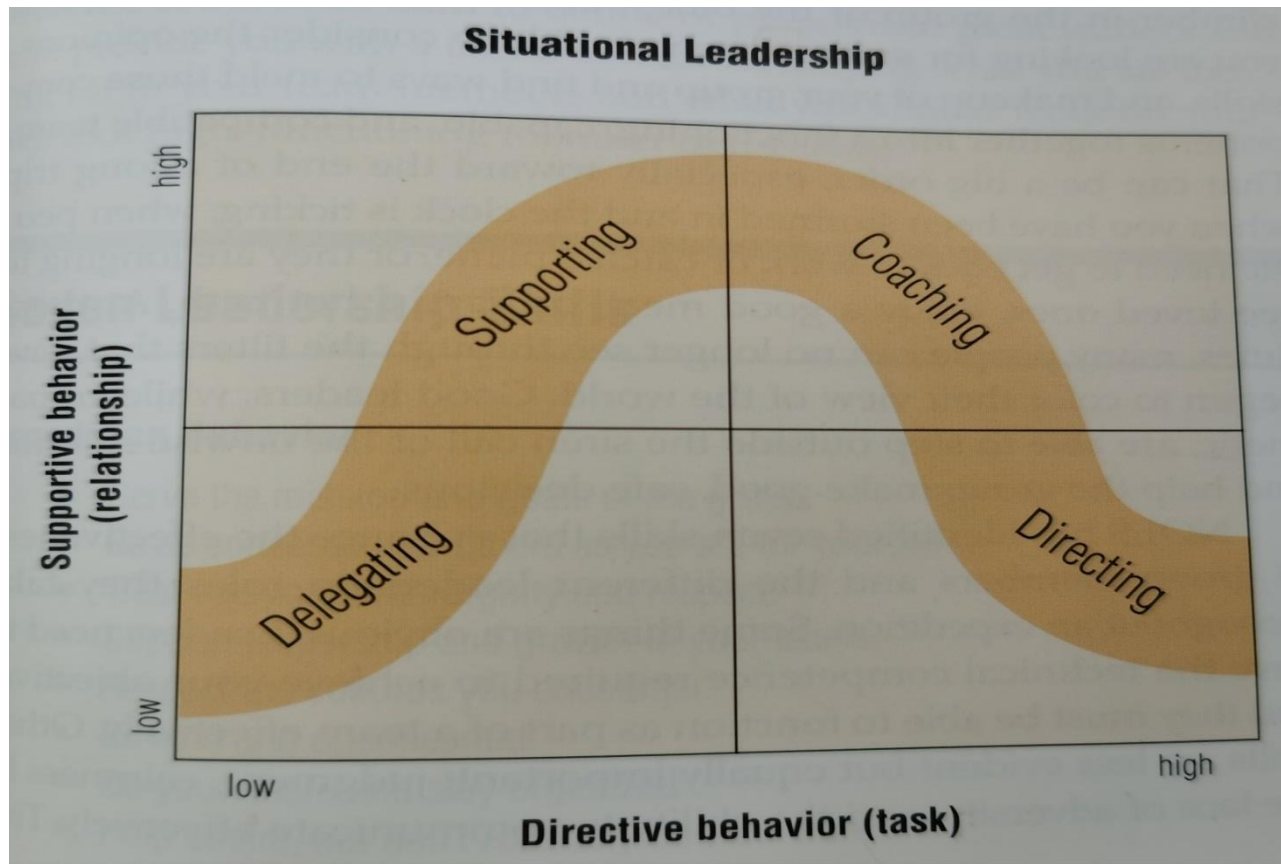 Situational Leadership
high
Supportive behavior
(relationship)
low
Supporting
Coaching
Delegating
Directing
low
high
Directive behavior (task)